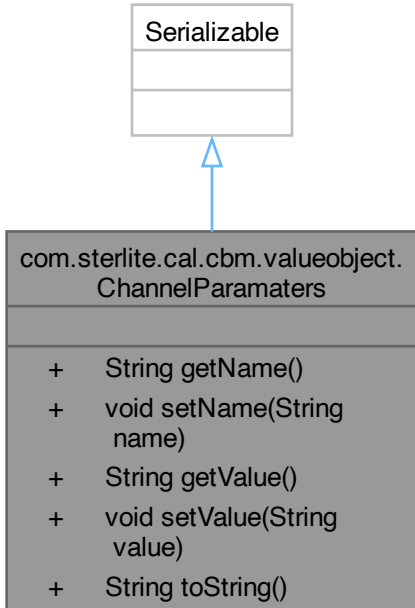 Serializable
com.sterlite.cal.cbm.valueobject.
ChannelParamaters
+ String getName()
+ void setName(String
name)
+ String getValue()
+ void setValue(String
value)
+ String toString()